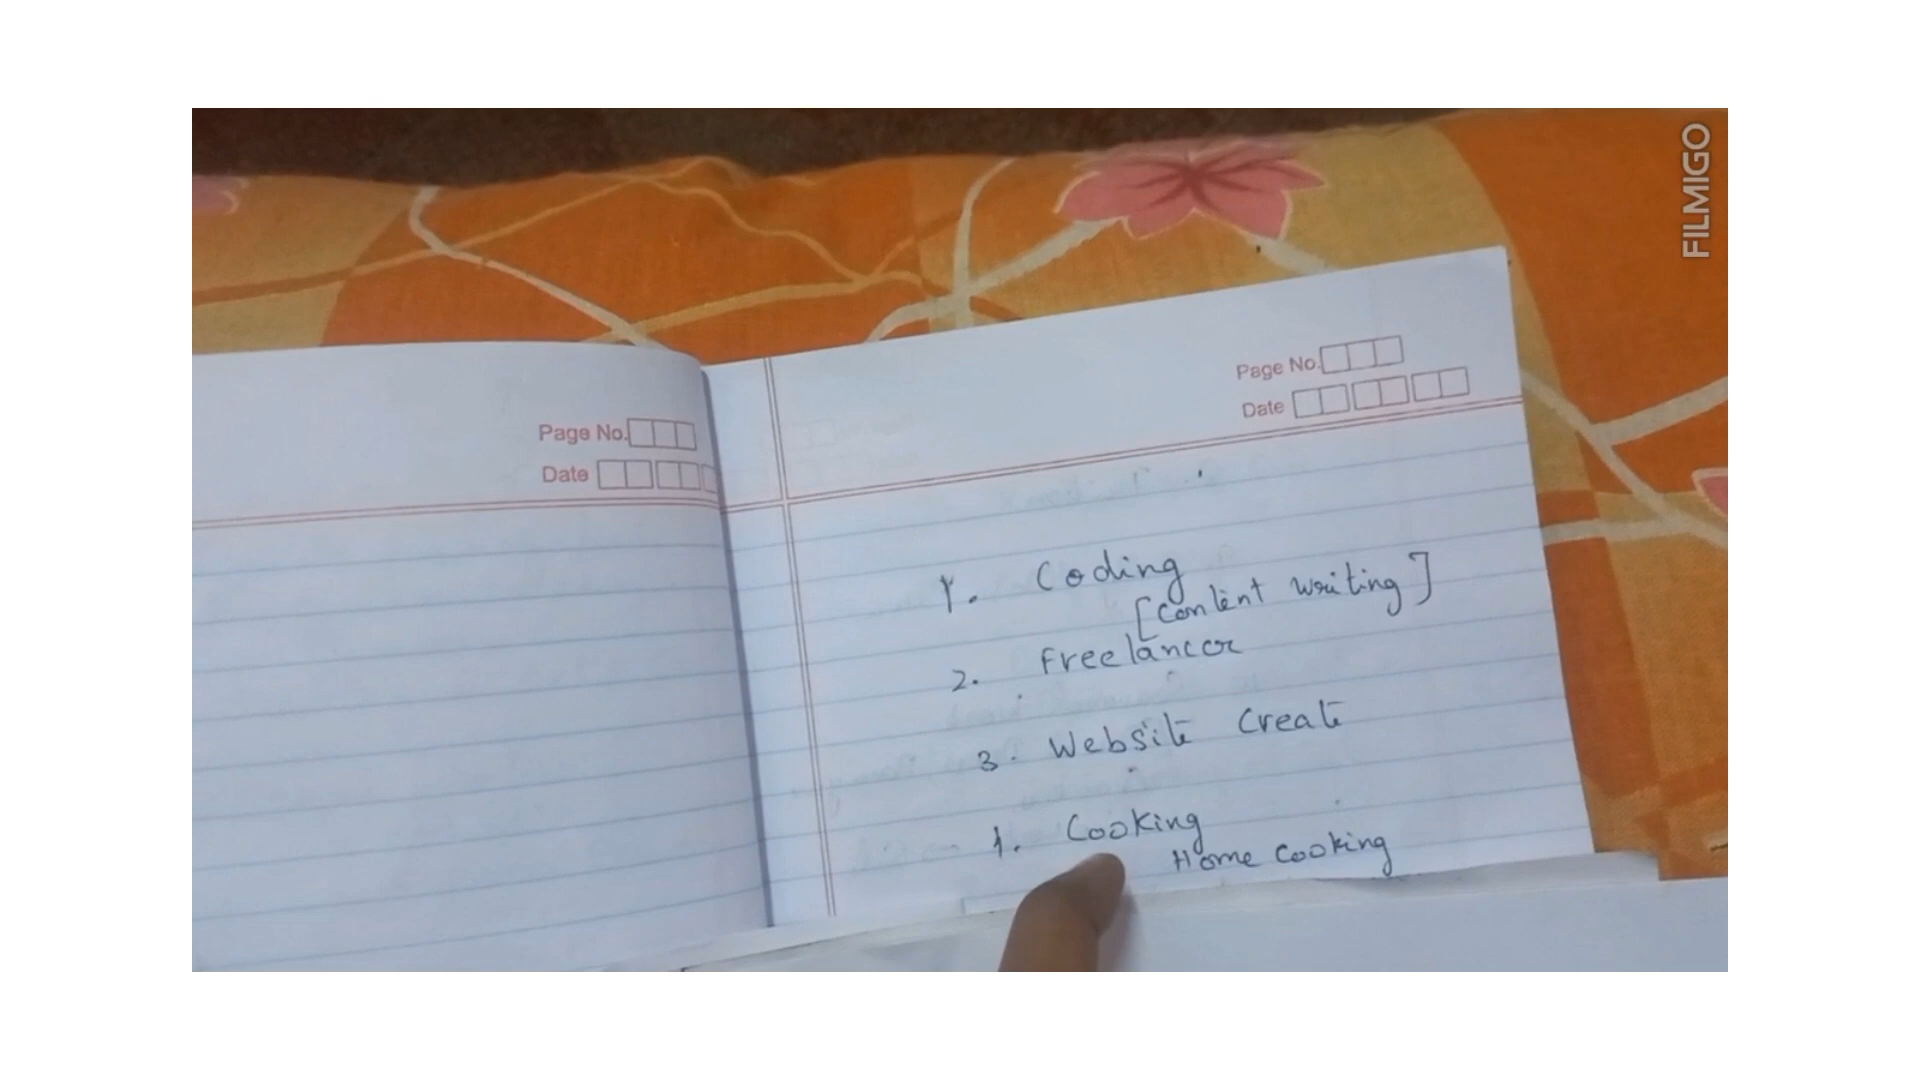 FILMIGO
Page No.
Date
Page No.
Date
1. Coding
[Content writing]
2. Freelancer
3. Website Create
1. Cooking
Home Cooking